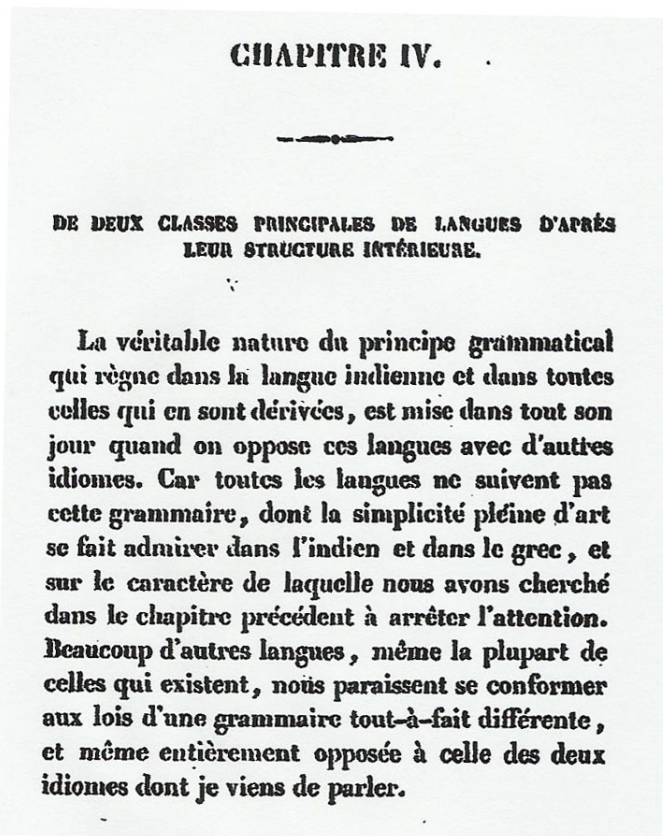 CHAPITRE IV.
DE DEUX CLASSES PRINCIPALES DE LANGUES D'APRÈS
LEUR STRUCTURE INTÉRIEURE.
La véritable nature du principe grammatical
qui règne dans la langue indienne et dans toutes
celles qui en sont dérivées, est mise dans tout son
jour quand on oppose ces langues avec d'autres
idiomes. Car toutes les langues ne suivent pas
cette grammaire, dont la simplicité pleine d'art
se fait admirer dans l'indien et dans le grec, et
sur le caractère de laquelle nous avons cherché
dans le chapitre précédent à arrêter l'attention.
Beaucoup d'autres langues, même la plupart de
celles qui existent, nous paraissent se conformer
aux lois d'une grammaire tout-à-fait différente,
et même entièrement opposée à celle des deux
idiomes dont je viens de parler.